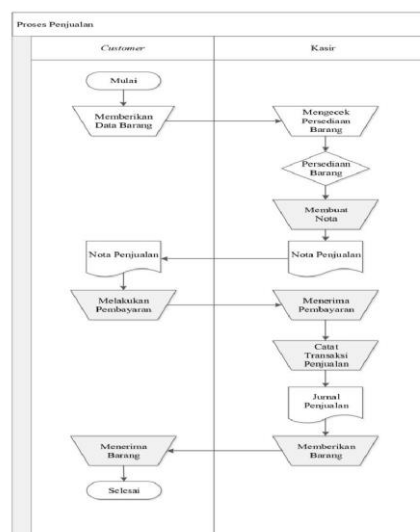 Proses Penjualan
Customer
Kasir
Mulai
Memberikan
Data Barang
Mengecek
Persediaan
Barang
Persediaan
Barang
Membuat
Nota
Nota Penjualan
Nota Penjualan
Melakukan
Pembayaran
Menerima
Pembayaran
Catat
Transaksi
Penjualan
Jurnal
Penjualan
Menerima
Barang
Memberikan
Barang
Selesai